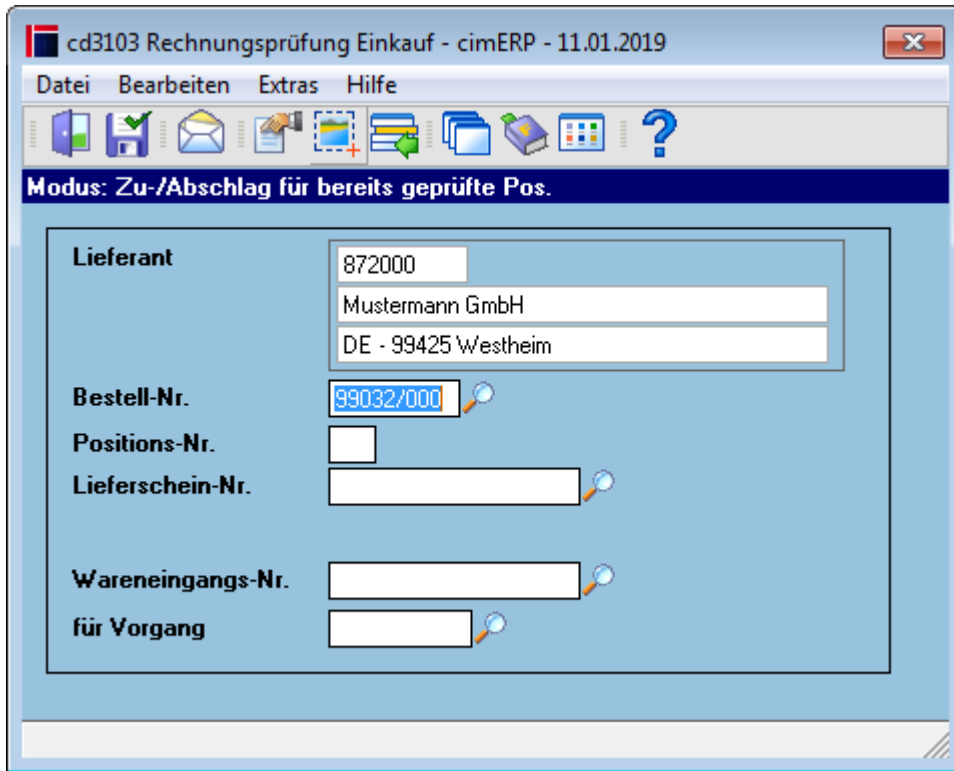 cd3103 Rechnungsprüfung Einkauf - cimERP - 11.01.2019
Datei Bearbeiten Extras Hilfe
Modus: Zu-/Abschlag für bereits geprüfte Pos.
Lieferant 872000
Mustermann GmbH
DE - 99425 Westheim
Bestell-Nr. 99032/000
Positions-Nr.
Lieferschein-Nr.
Wareneingangs-Nr.
für Vorgang